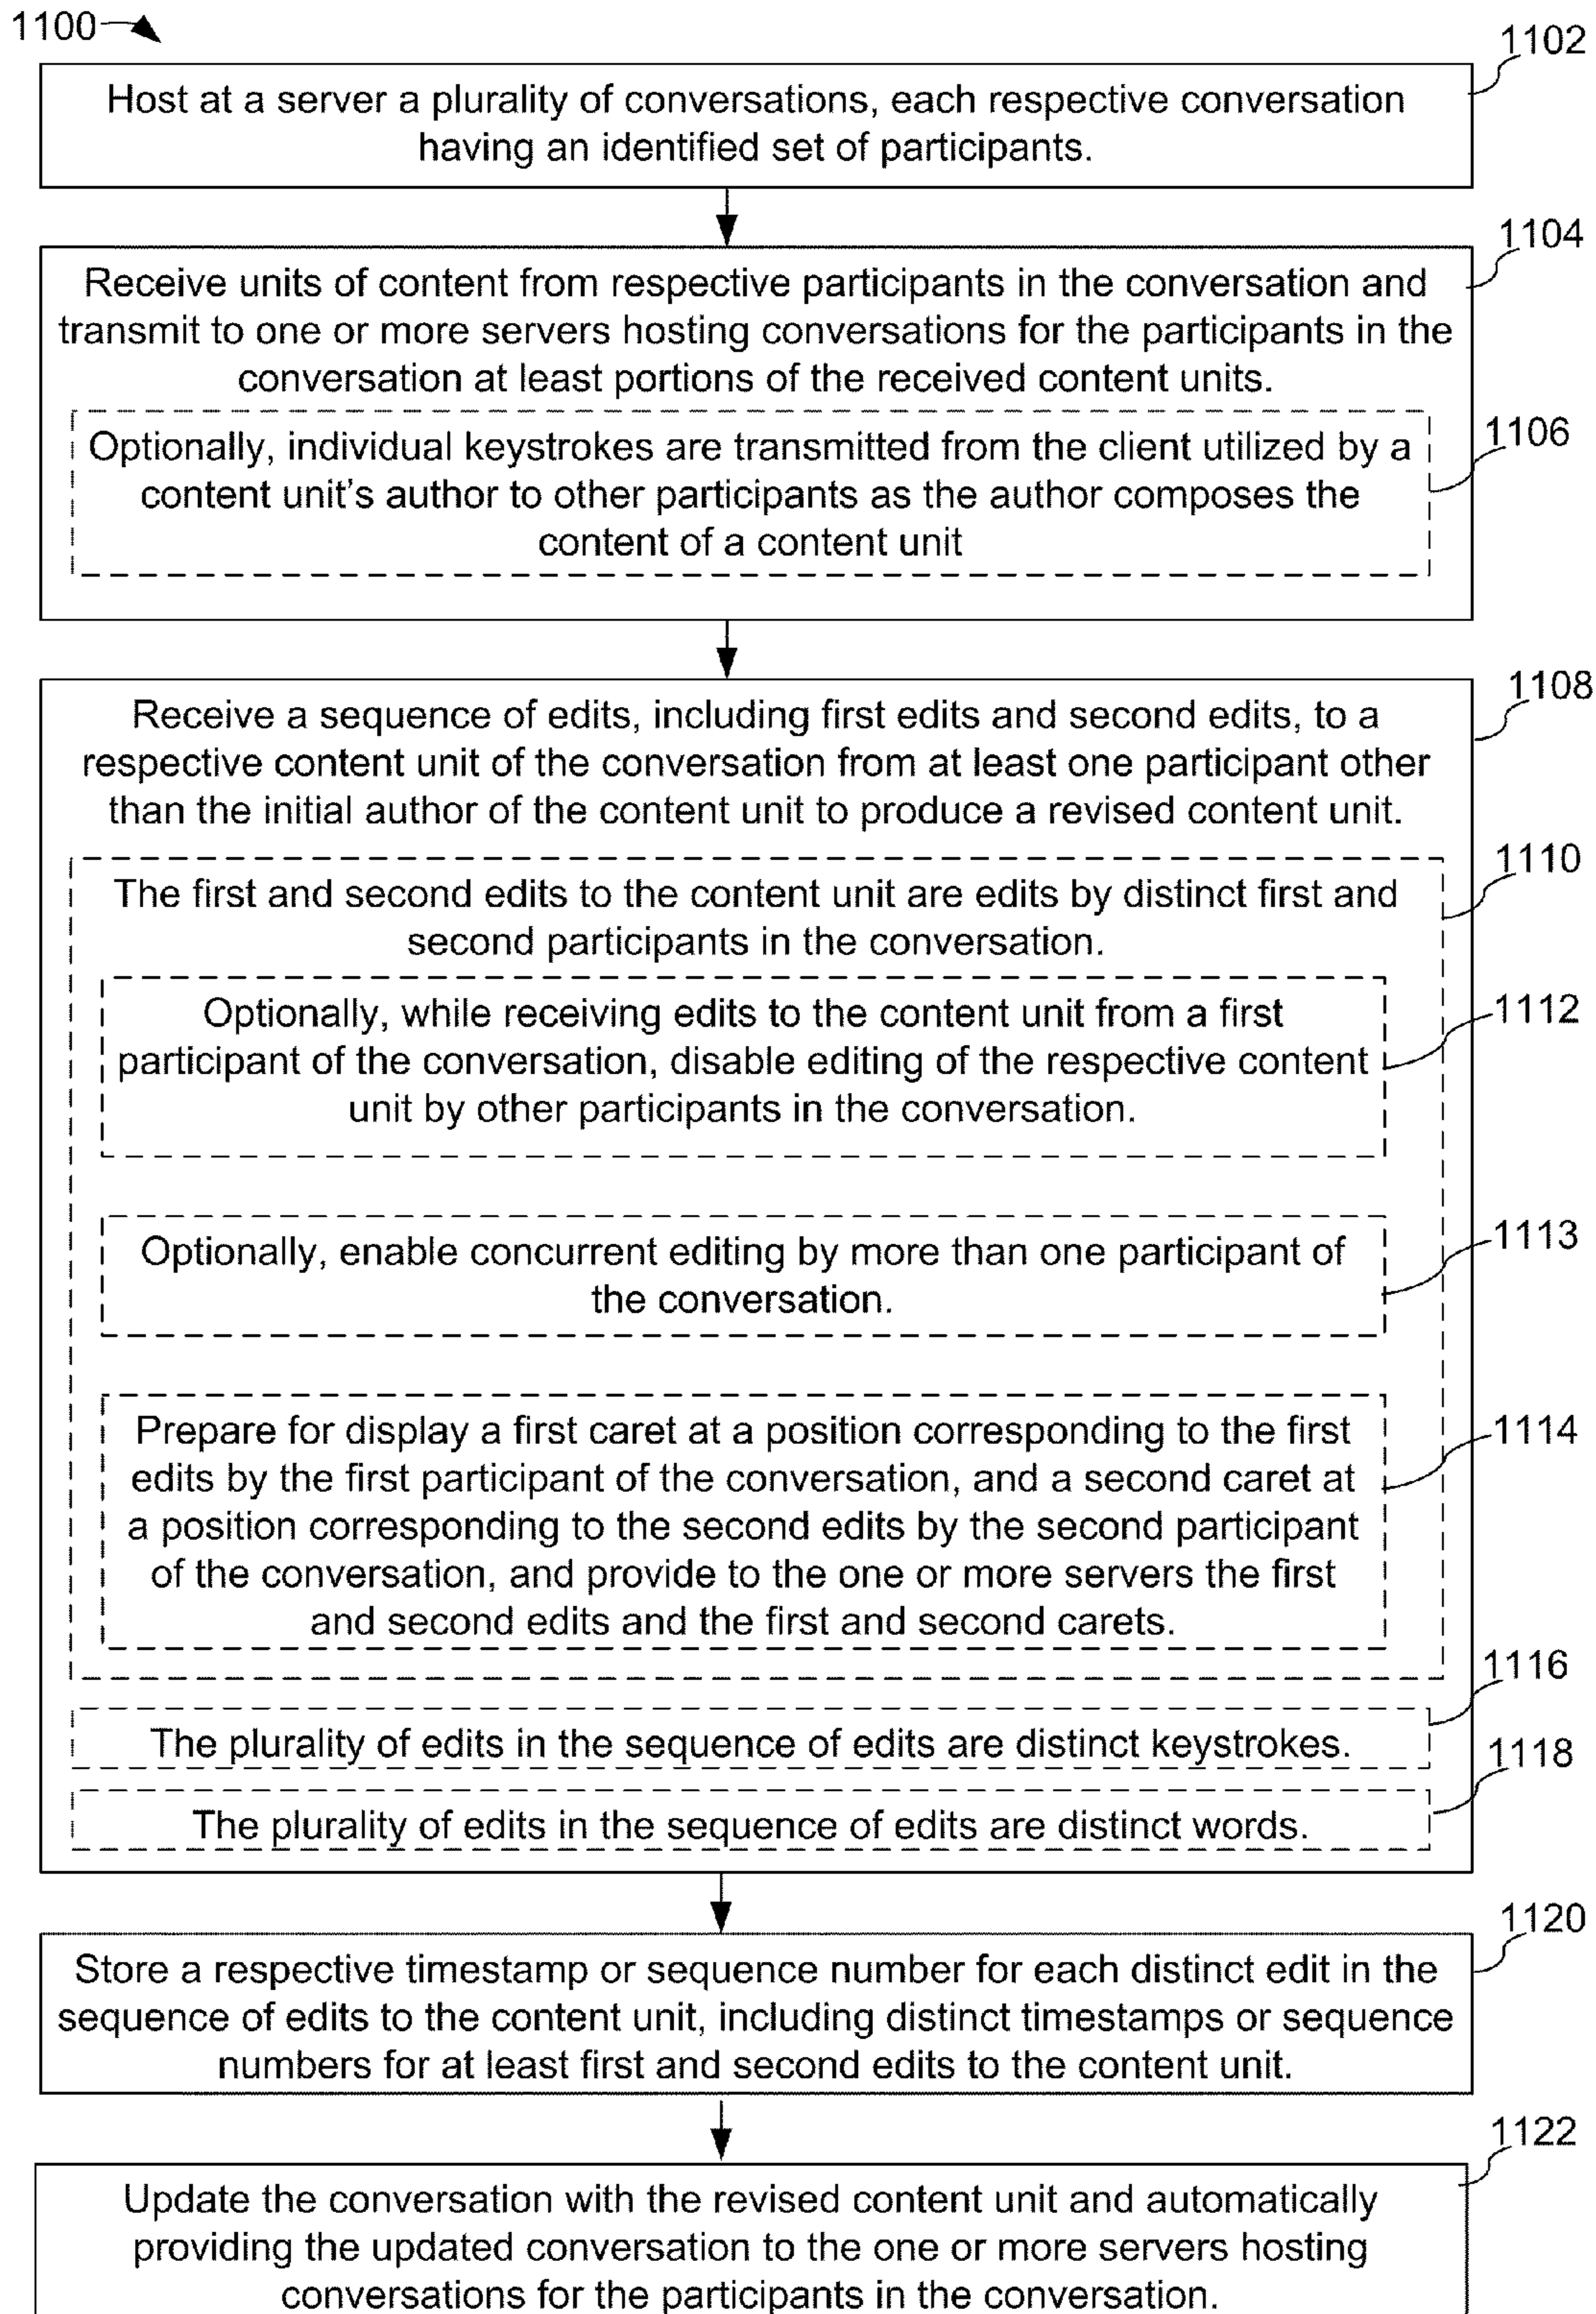 1100
1102
Host at a server a plurality of conversations, each respective conversation
having an identified set of participants.
1104
Receive units of content from respective participants in the conversation and
transmit to one or more servers hosting conversations for the participants in the
conversation at least portions of the received content units.
1106
Optionally, individual keystrokes are transmitted from the client utilized by a
content unit's author to other participants as the author composes the
content of a content unit
1108
Receive a sequence of edits, including first edits and second edits, to a
respective content unit of the conversation from at least one participant other
than the initial author of the content unit to produce a revised content unit.
1110
The first and second edits to the content unit are edits by distinct first and
second participants in the conversation.
1112
Optionally, while receiving edits to the content unit from a first
participant of the conversation, disable editing of the respective content
unit by other participants in the conversation.
1113
Optionally, enable concurrent editing by more than one participant of
the conversation.
1114
Prepare for display a first caret at a position corresponding to the first
edits by the first participant of the conversation, and a second caret at
a position corresponding to the second edits by the second participant
of the conversation, and provide to the one or more servers the first
and second edits and the first and second carets.
1116
The plurality of edits in the sequence of edits are distinct keystrokes.
1118
The plurality of edits in the sequence of edits are distinct words.
1120
Store a respective timestamp or sequence number for each distinct edit in the
sequence of edits to the content unit, including distinct timestamps or sequence
numbers for at least first and second edits to the content unit.
1122
Update the conversation with the revised content unit and automatically
providing the updated conversation to the one or more servers hosting
conversations for the participants in the conversation.